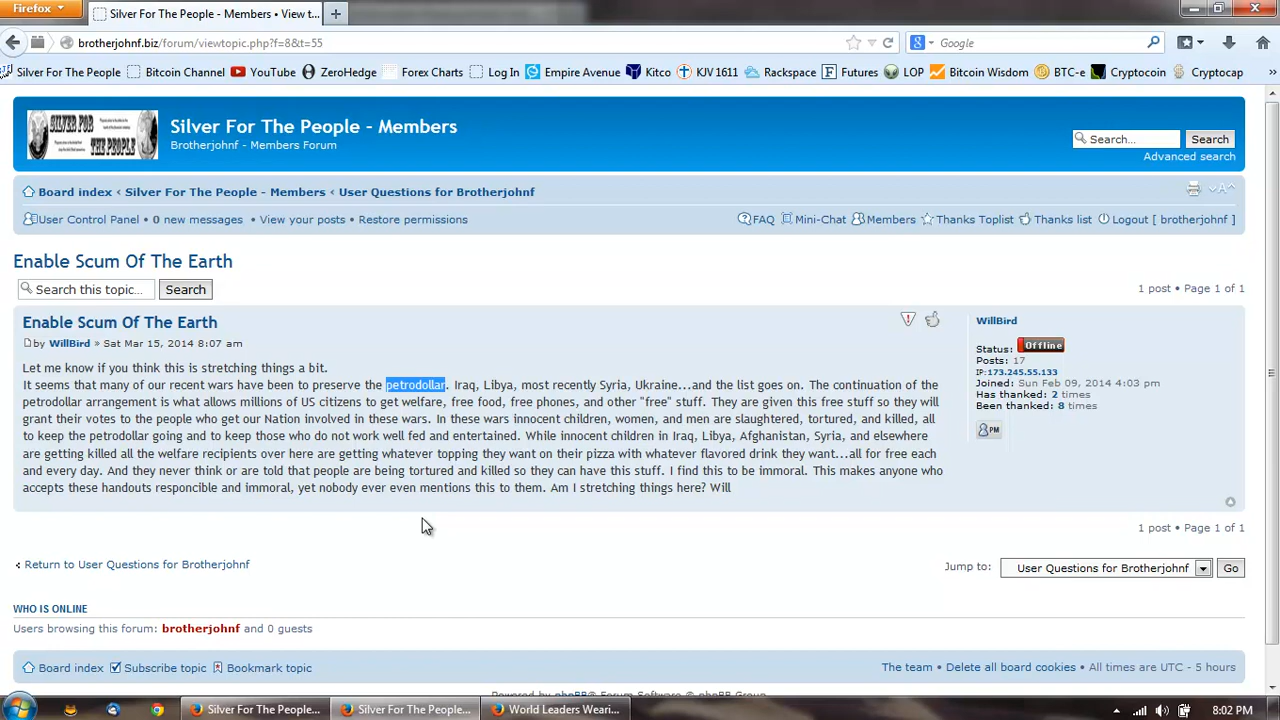 Firefox
Silver For The People - Members • View t...
brotherjohnf.biz/forum/viewtopic.php?f=8&t=55
Google
Silver For The People Bitcoin Channel YouTube ZeroHedge Forex Charts Log In Empire Avenue Kitco KJV 1611 Rackspace Futures LOP Bitcoin Wisdom BTC-e Cryptocoin Cryptocap »
SILVER FOR THE PEOPLE
Silver For The People – Members
Brotherjohnf - Members Forum
Search... Search
Advanced search
Board index ‹ Silver For The People - Members ‹ User Questions for Brotherjohnf
User Control Panel • 0 new messages • View your posts • Restore permissions
FAQ Mini-Chat Members Thanks Toplist Thanks list Logout [ brotherjohnf ]
Enable Scum Of The Earth
Search this topic... Search
1 post • Page 1 of 1
Enable Scum Of The Earth
by WillBird » Sat Mar 15, 2014 8:07 am
Let me know if you think this is stretching things a bit.
It seems that many of our recent wars have been to preserve the petrodollar. Iraq, Libya, most recently Syria, Ukraine...and the list goes on. The continuation of the
petrodollar arrangement is what allows millions of US citizens to get welfare, free food, free phones, and other "free" stuff. They are given this free stuff so they will
grant their votes to the people who get our Nation involved in these wars. In these wars innocent children, women, and men are slaughtered, tortured, and killed, all
to keep the petrodollar going and to keep those who do not work well fed and entertained. While innocent children in Iraq, Libya, Afghanistan, Syria, and elsewhere
are getting killed all the welfare recipients over here are getting whatever topping they want on their pizza with whatever flavored drink they want...all for free each
and every day. And they never think or are told that people are being tortured and killed so they can have this stuff. I find this to be immoral. This makes anyone who
accepts these handouts responcible and immoral, yet nobody ever even mentions this to them. Am I stretching things here? Will
WillBird
Status: Offline
Posts: 17
IP:173.245.55.133
Joined: Sun Feb 09, 2014 4:03 pm
Has thanked: 2 times
Been thanked: 8 times
PM
1 post • Page 1 of 1
Return to User Questions for Brotherjohnf
Jump to: User Questions for Brotherjohnf Go
WHO IS ONLINE
Users browsing this forum: brotherjohnf and 0 guests
Board index Subscribe topic Bookmark topic
The team • Delete all board cookies • All times are UTC - 5 hours
Powered by phpBB® Forum Software © phpBB Group
Silver For The People... Silver For The People... World Leaders Weari... 8:02 PM